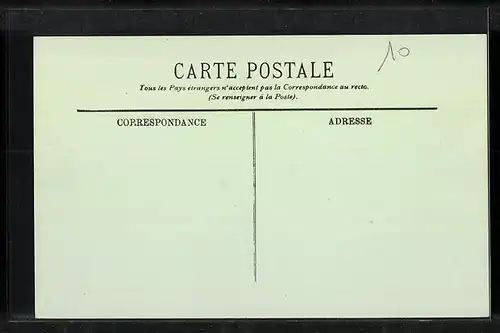 10
CARTE POSTALE
Tous les Pays étrangers n'acceptent pas la Correspondance au recto.
(Se renseigner à la Poste).
CORRESPONDANCE
ADRESSE